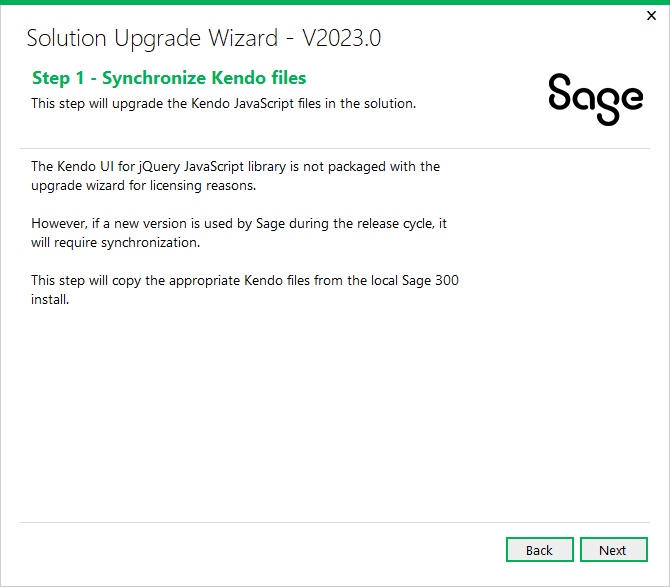 Solution Upgrade Wizard - V2023.0
Step 1 - Synchronize Kendo files
This step will upgrade the Kendo JavaScript files in the solution.
Sage
The Kendo UI for jQuery JavaScript library is not packaged with the
upgrade wizard for licensing reasons.
However, if a new version is used by Sage during the release cycle, it
will require synchronization.
This step will copy the appropriate Kendo files from the local Sage 300
install.
Back
Next